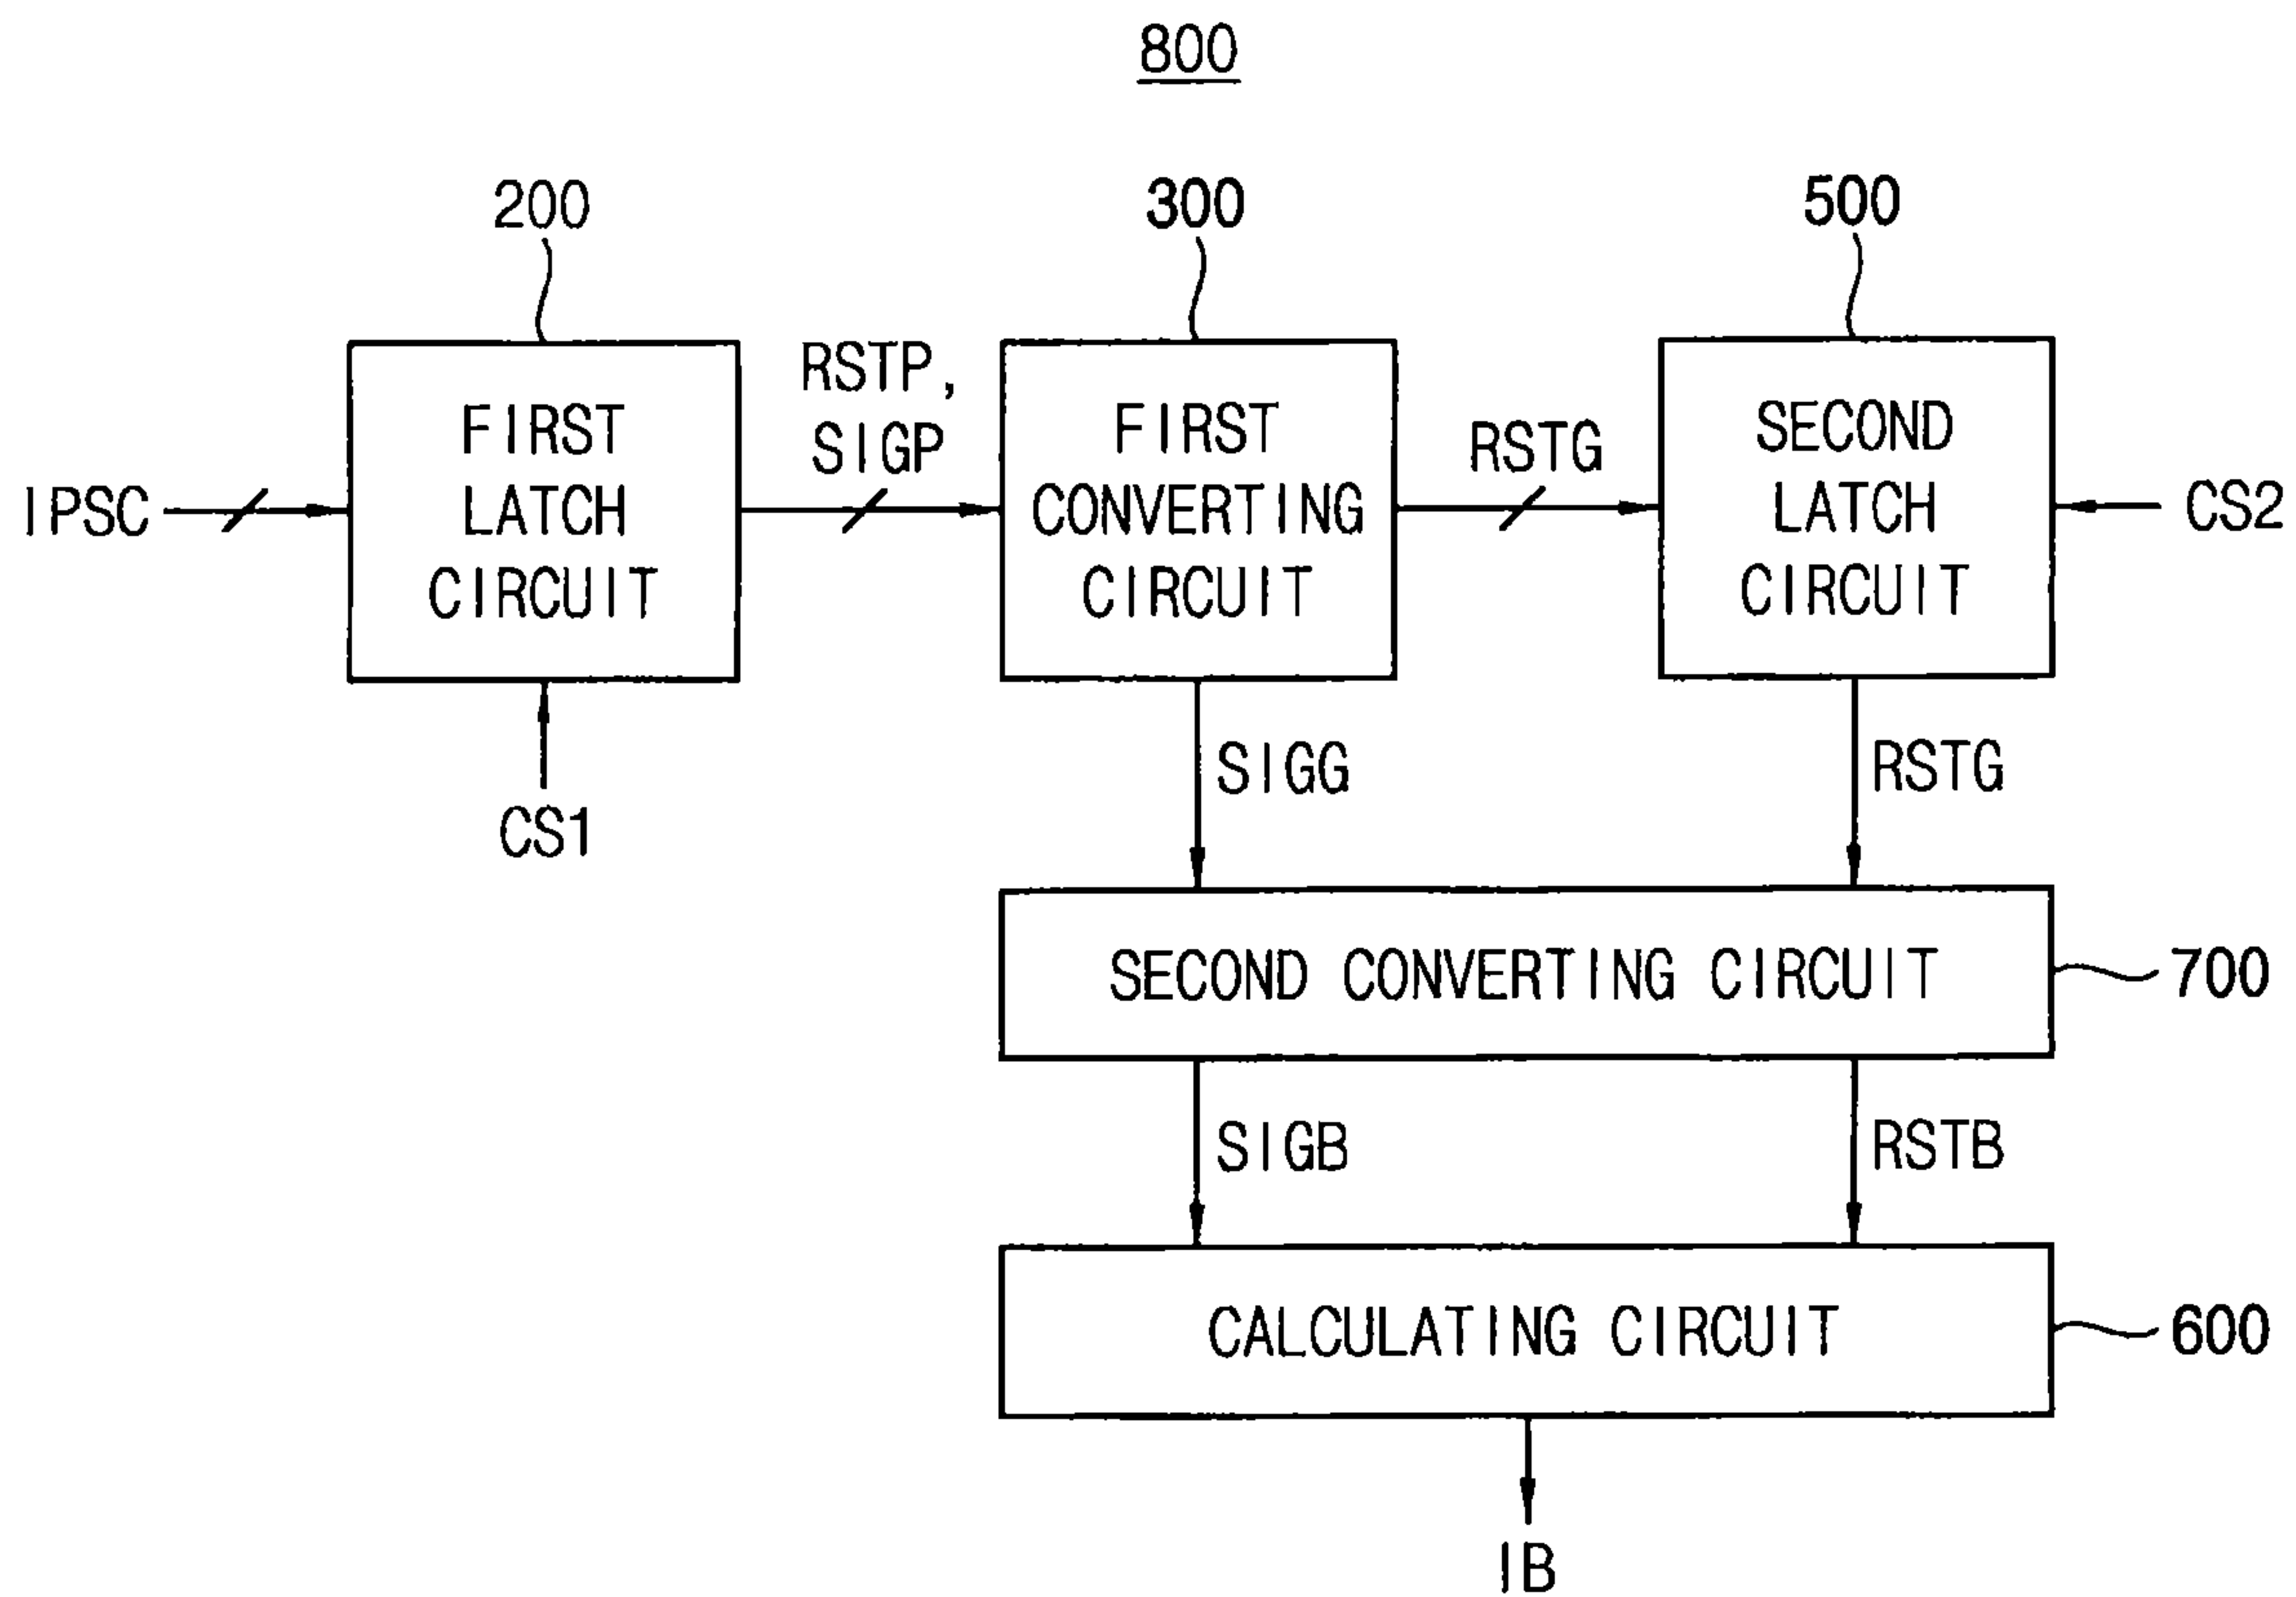 800
200
300
500
FIRST
LATCH
CIRCUIT
RSTP,
SIGP
FIRST
CONVERTING
CIRCUIT
RSTG
SECOND
LATCH
CIRCUIT
IPSC
CS2
CS1
SIGG
RSTG
SECOND CONVERTING CIRCUIT
700
SIGB
RSTB
CALCULATING CIRCUIT
600
IB